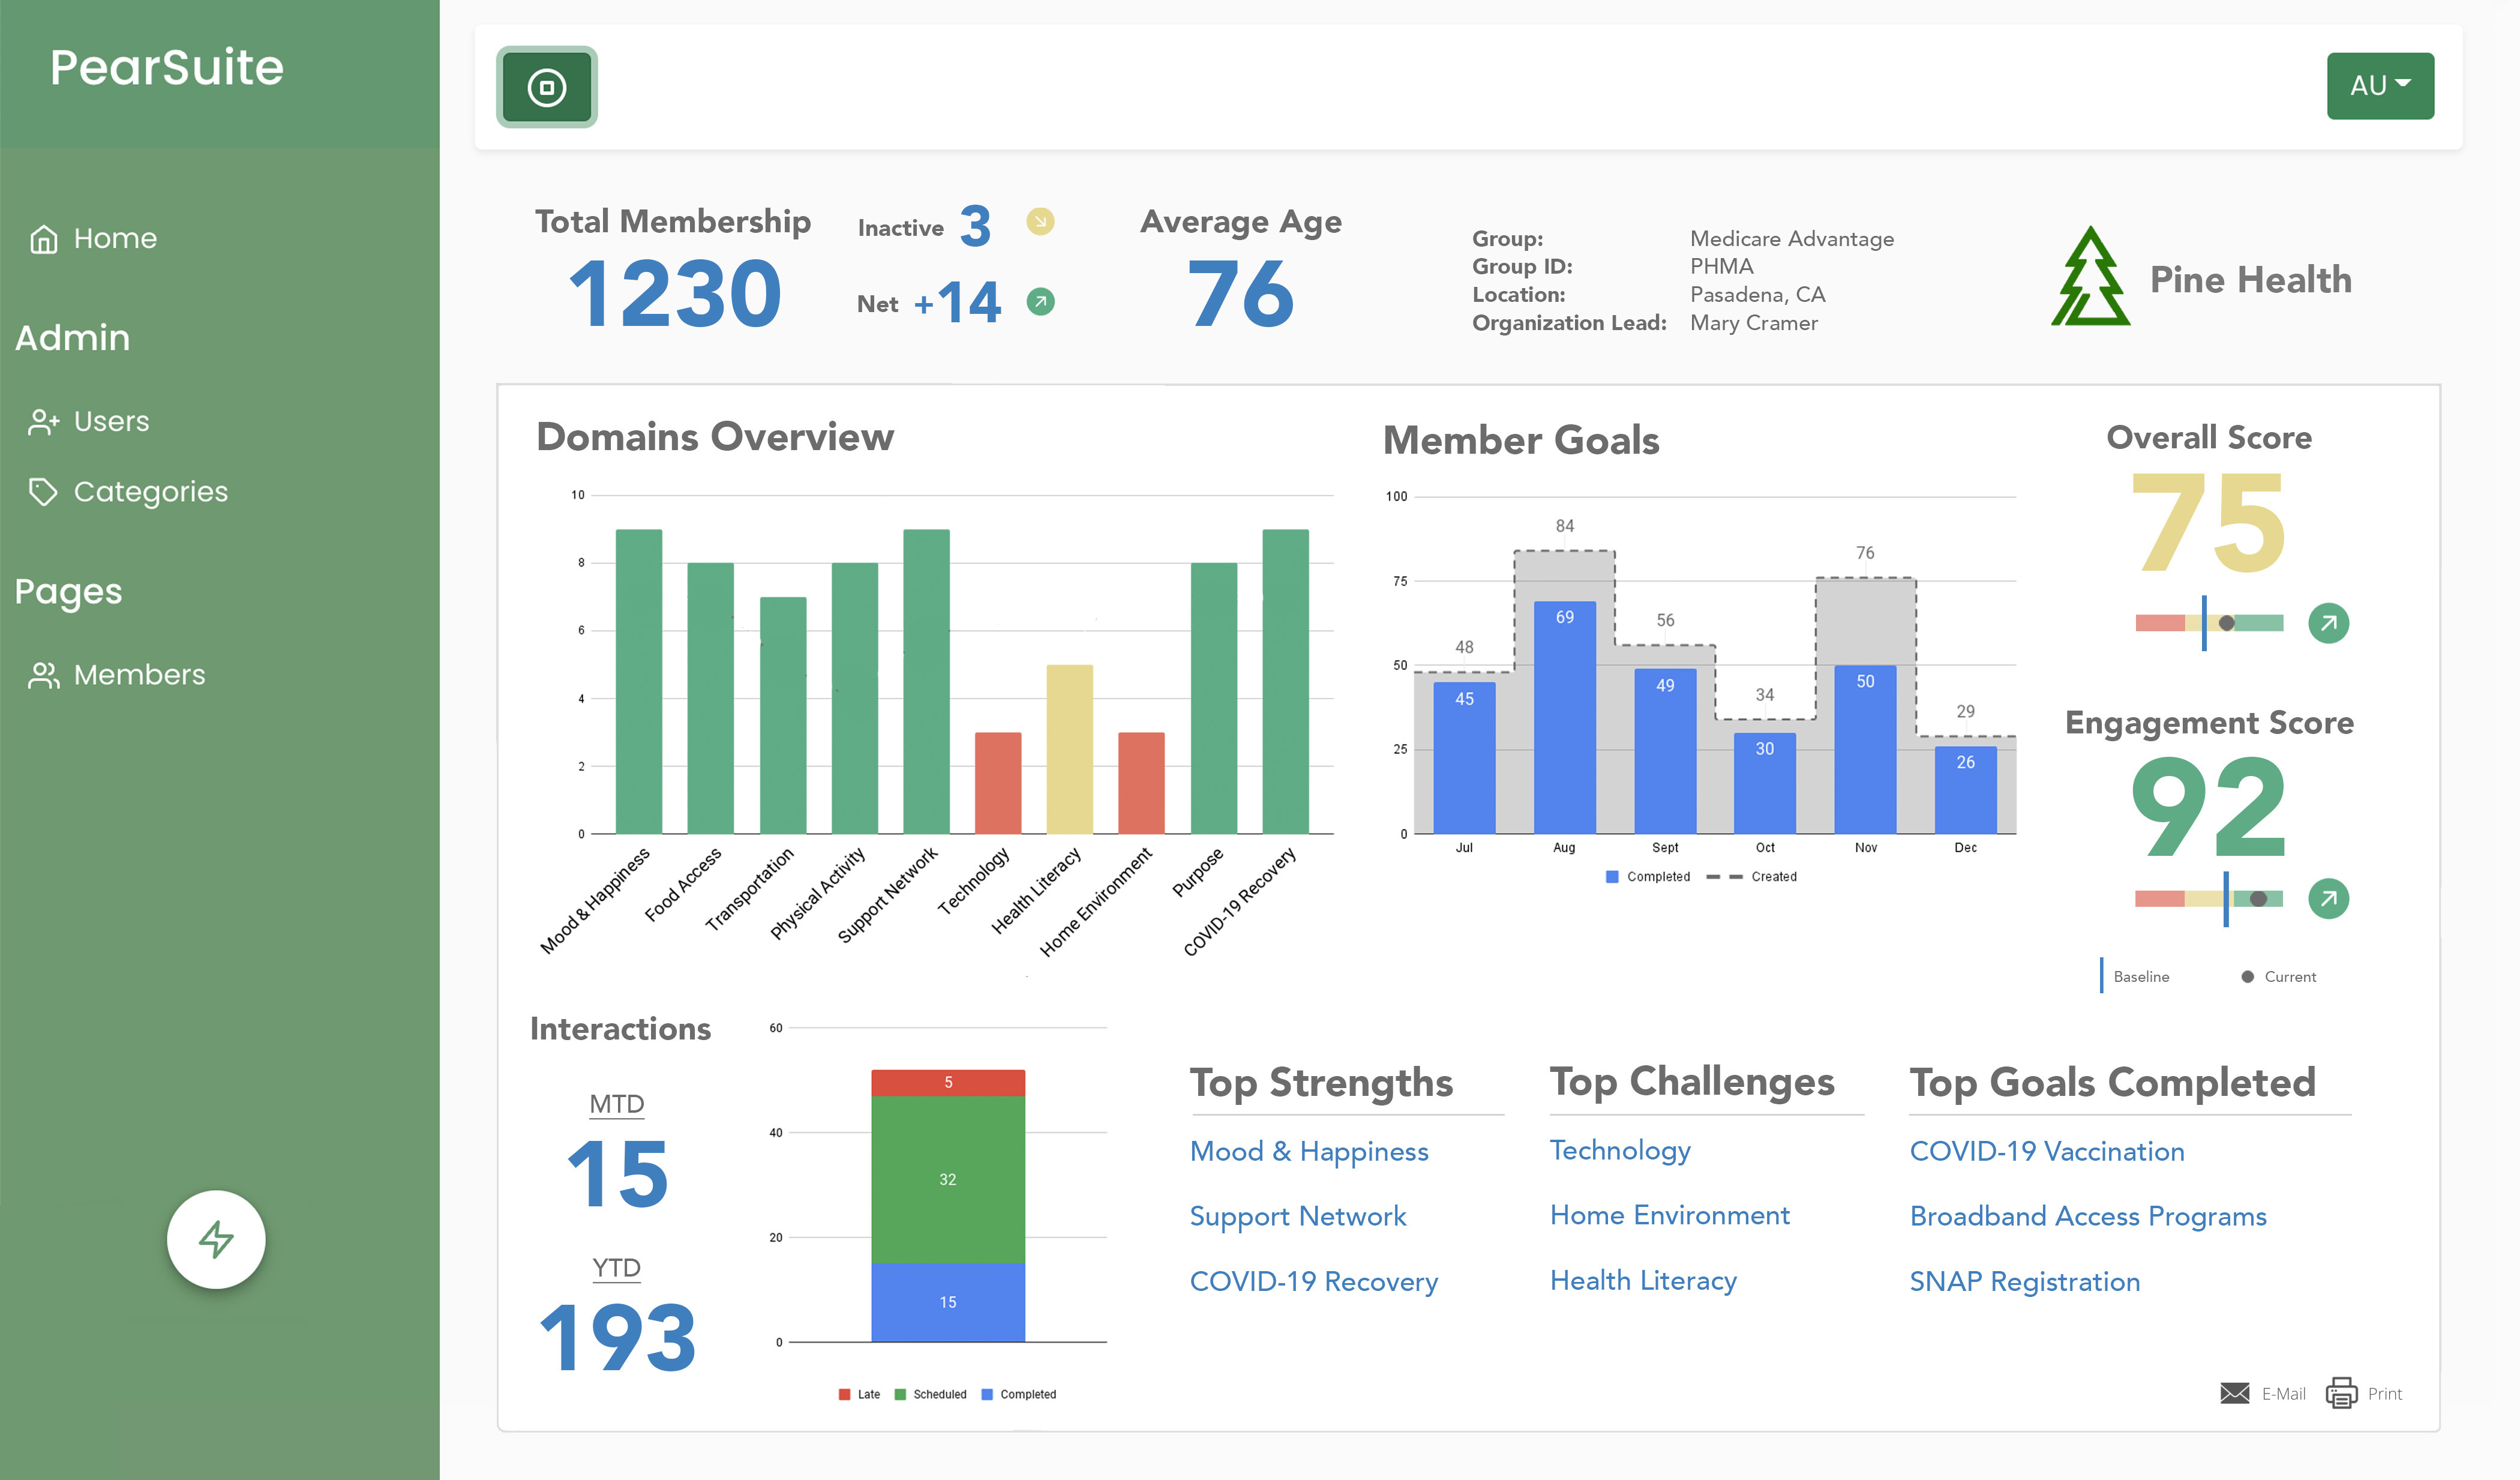 PearSuite
Home
Admin
Users
Categories
Pages
Members
AU
Total Membership
1230
Inactive 3
Net +14
Average Age
76
Group: Medicare Advantage
Group ID: PHMA
Location: Pasadena, CA
Organization Lead: Mary Cramer
Pine Health
Domains Overview
10
8
6
4
2
0
Mood & Happiness
Food Access
Transportation
Physical Activity
Support Network
Technology
Health Literacy
Home Environment
Purpose
COVID-19 Recovery
Member Goals
100
75
50
25
0
48
84
56
34
76
29
45
69
49
30
50
26
Jul Aug Sept Oct Nov Dec
Completed Created
Overall Score
75
Engagement Score
92
Baseline Current
Interactions
MTD
15
YTD
193
60
40
20
0
5
32
15
Late Scheduled Completed
Top Strengths
Mood & Happiness
Support Network
COVID-19 Recovery
Top Challenges
Technology
Home Environment
Health Literacy
Top Goals Completed
COVID-19 Vaccination
Broadband Access Programs
SNAP Registration
E-Mail Print